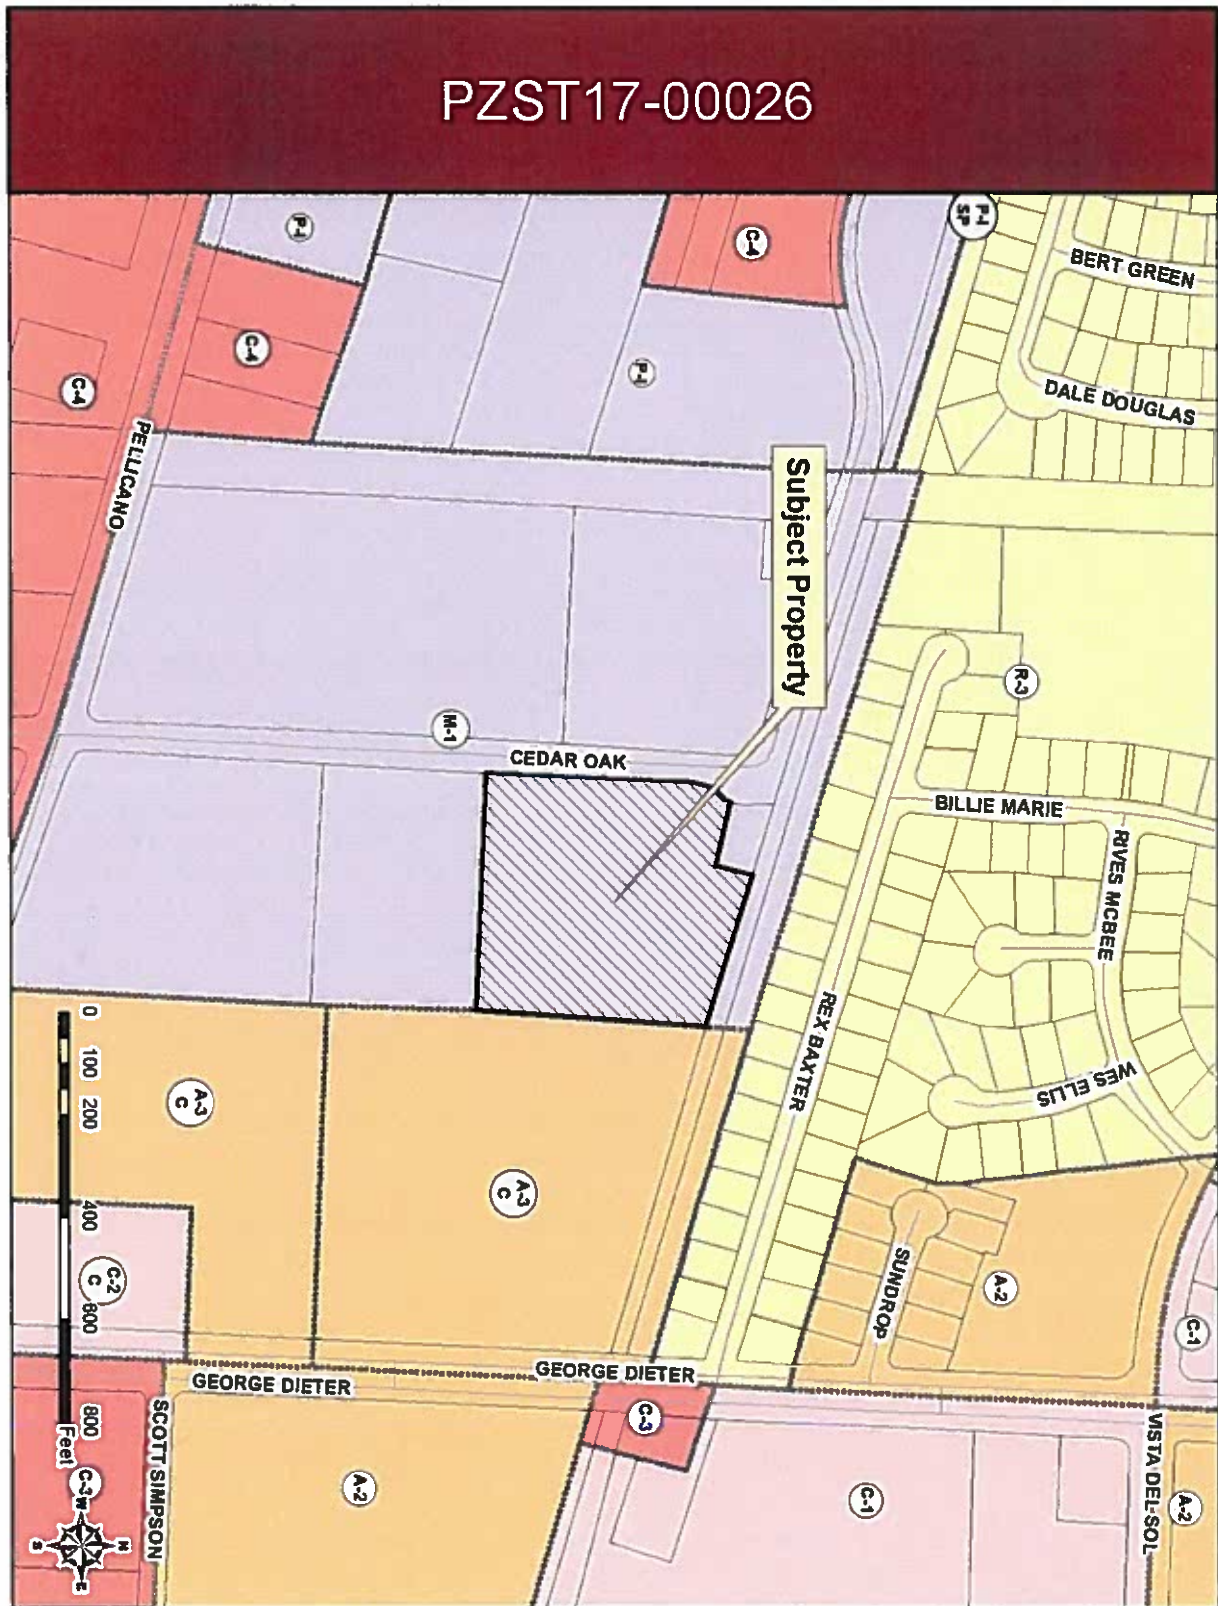 PZST17-00026
P-I
SP
BERT GREEN
DALE DOUGLAS
P-I
C-4
C-4
P-I
C-4
PELLICANO
Subject Property
R-3
M-1
CEDAR OAK
BILLIE MARIE
RIVES MCBEE
REX BAXTER
WES ELLIS
A-3
C
A-3
C
C-2
C
SUNDROP
A-2
C-1
GEORGE DIETER
GEORGE DIETER
C-3
A-2
C-1
VISTA DEL SOL
A-2
SCOTT SIMPSON
C-3
0 100 200 400 600 800
Feet
N
W
E
S